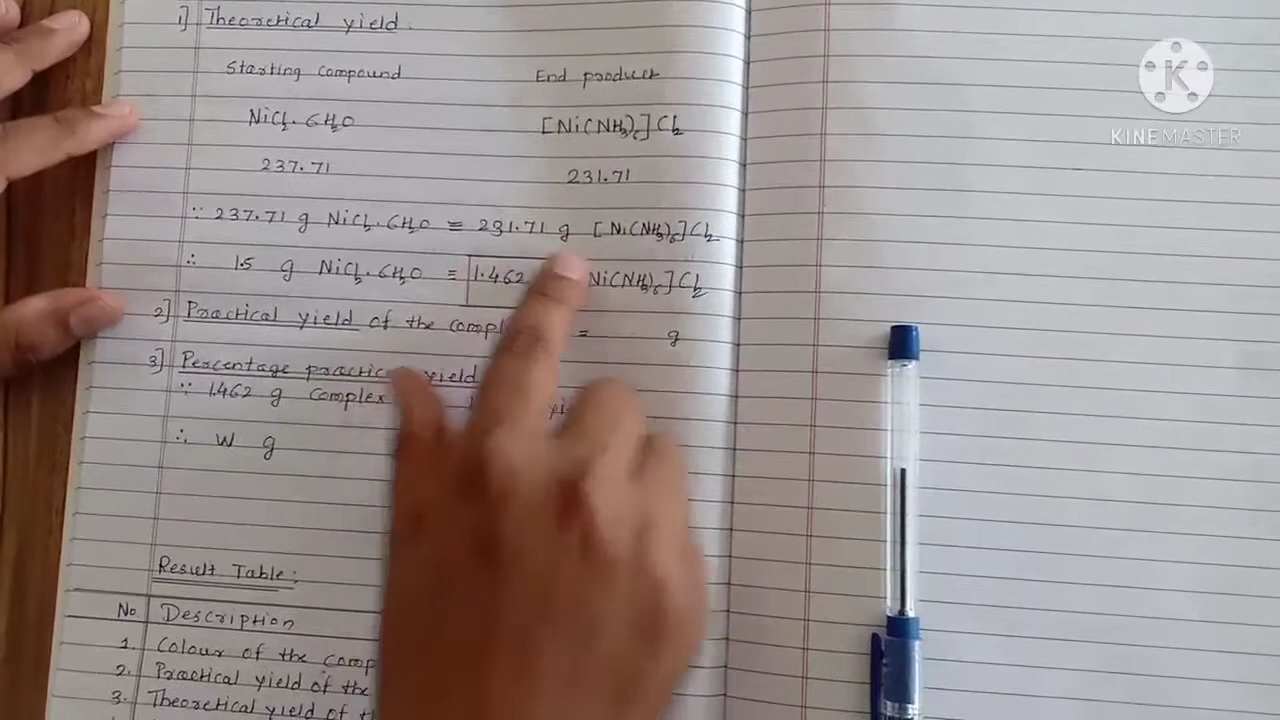 1] Theoretical yield.
Starting compound End product
NiCl₂.6H₂O [Ni(NH₃)₆]Cl₂
237.71 231.71
∵ 237.71 g NiCl₂.6H₂O ≡ 231.71 g [Ni(NH₃)₆]Cl₂
∴ 1.5 g NiCl₂.6H₂O ≡ 1.462 Ni(NH₃)₆]Cl₂
2] Practical yield of the compl = g
3] Percentage practic yield
∵ 1.462 g Complex yi
∴ W g
Result Table:
No. Description
1. Colour of the comp
2. Practical yield of the
3. Theoretical yield of t
KINEMASTER